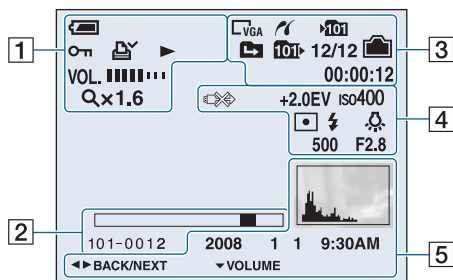 1
VGA 101
101 12/12
3
VOL.
00:00:12
×1.6
+2.0EV ISO400
4
500 F2.8
2
101-0012 2008 1 1 9:30AM
◄►BACK/NEXT ▼VOLUME
5